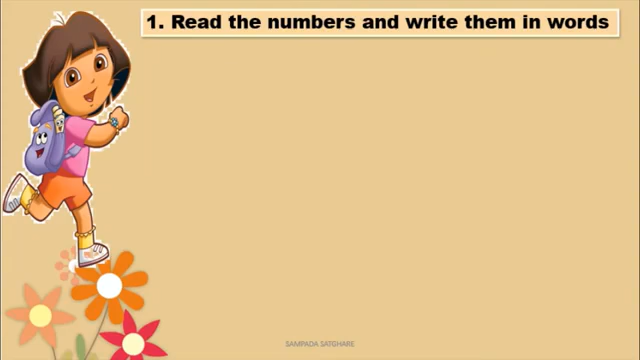 1. Read the numbers and write them in words
SAMPADA SATGHARE